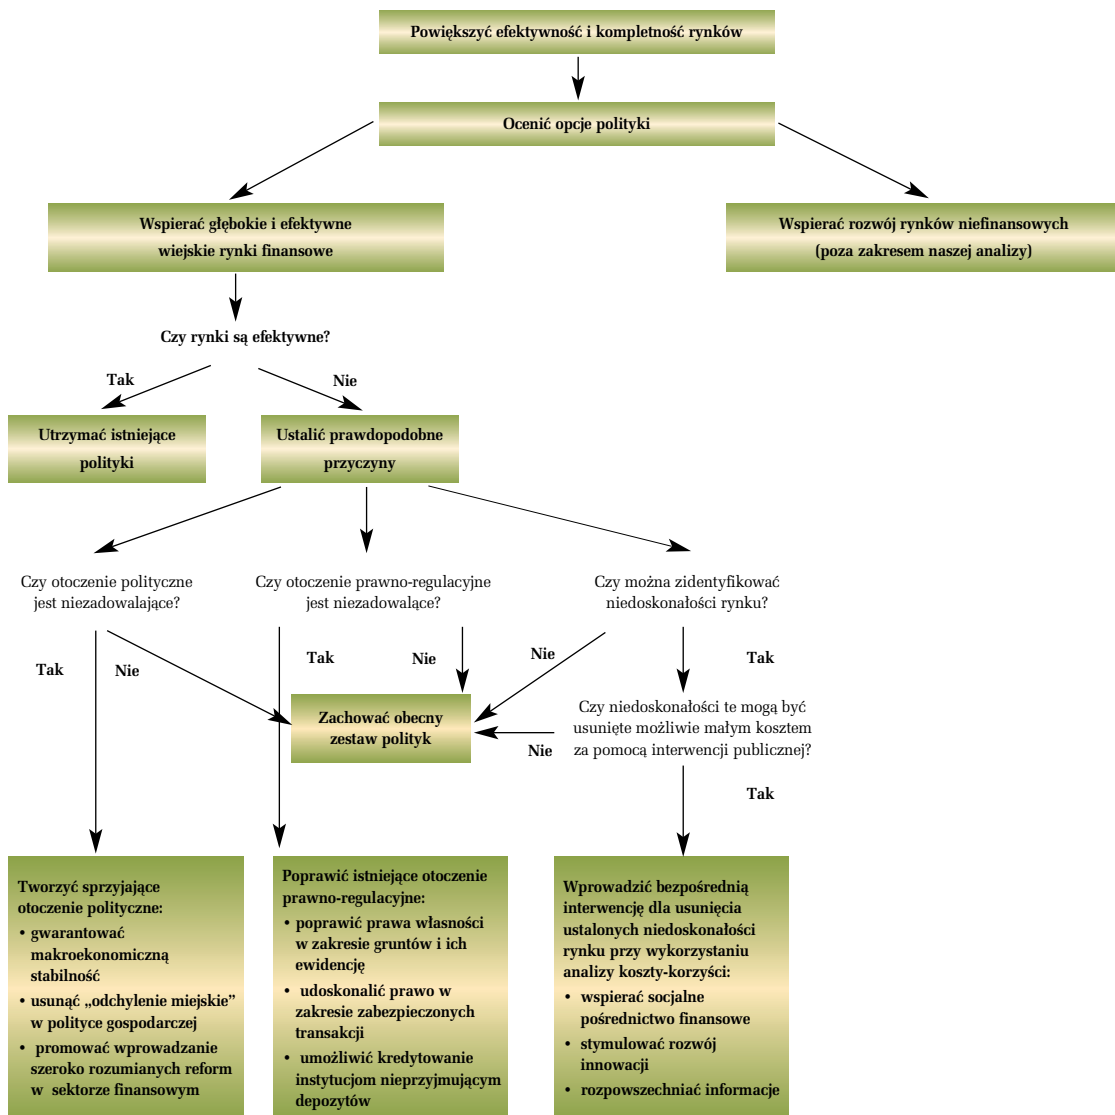 Powiększyć efektywność i kompletność rynków
Ocenić opcje polityki
Wspierać głębokie i efektywne
wiejskie rynki finansowe
Wspierać rozwój rynków niefinansowych
(poza zakresem naszej analizy)
Czy rynki są efektywne?
Tak
Nie
Utrzymać istniejące
polityki
Ustalić prawdopodobne
przyczyny
Czy otoczenie polityczne
jest niezadowalające?
Czy otoczenie prawno-regulacyjne
jest niezadowalące?
Czy można zidentyfikować
niedoskonałości rynku?
Tak
Nie
Tak
Nie
Nie
Tak
Zachować obecny
zestaw polityk
Czy niedoskonałości te mogą być
usunięte możliwie małym kosztem
za pomocą interwencji publicznej?
Nie
Tak
Tworzyć sprzyjające
otoczenie polityczne:
• gwarantować
makroekonomiczną
stabilność
• usunąć „odchylenie miejskie”
w polityce gospodarczej
• promować wprowadzanie
szeroko rozumianych reform
w sektorze finansowym
Poprawić istniejące otoczenie
prawno-regulacyjne:
• poprawić prawa własności
w zakresie gruntów i ich
ewidencję
• udoskonalić prawo w
zakresie zabezpieczonych
transakcji
• umożliwić kredytowanie
instytucjom nieprzyjmującym
depozytów
Wprowadzić bezpośrednią
interwencję dla usunięcia
ustalonych niedoskonałości
rynku przy wykorzystaniu
analizy koszty-korzyści:
• wspierać socjalne
pośrednictwo finansowe
• stymulować rozwój
innowacji
• rozpowszechniać informacje